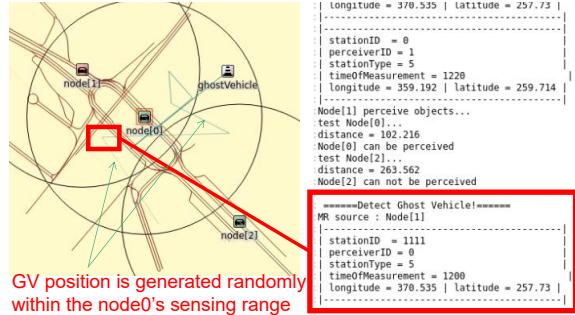 node[1]
ghostVehicle
node[0]
node[2]
GV position is generated randomly
within the node0's sensing range
| longitude = 370.535 | latitude = 257.73 |
|-----------------------------------------|
|-----------------------------------------|
| stationID  = 0
| perceiverID = 1
| stationType = 5
| timeOfMeasurement = 1220 |
| longitude = 359.192 | latitude = 259.714 |
|-----------------------------------------|
Node[1] perceive objects...
test Node[0]...
distance = 102.216
Node[0] can be perceived
test Node[2]...
distance = 263.562
Node[2] can not be perceived
======Detect Ghost Vehicle!======
MR source : Node[1]
|-----------------------------------------|
| stationID  = 1111
| perceiverID = 0
| stationType = 5
| timeOfMeasurement = 1200 |
| longitude = 370.535 | latitude = 257.73 |
|-----------------------------------------|